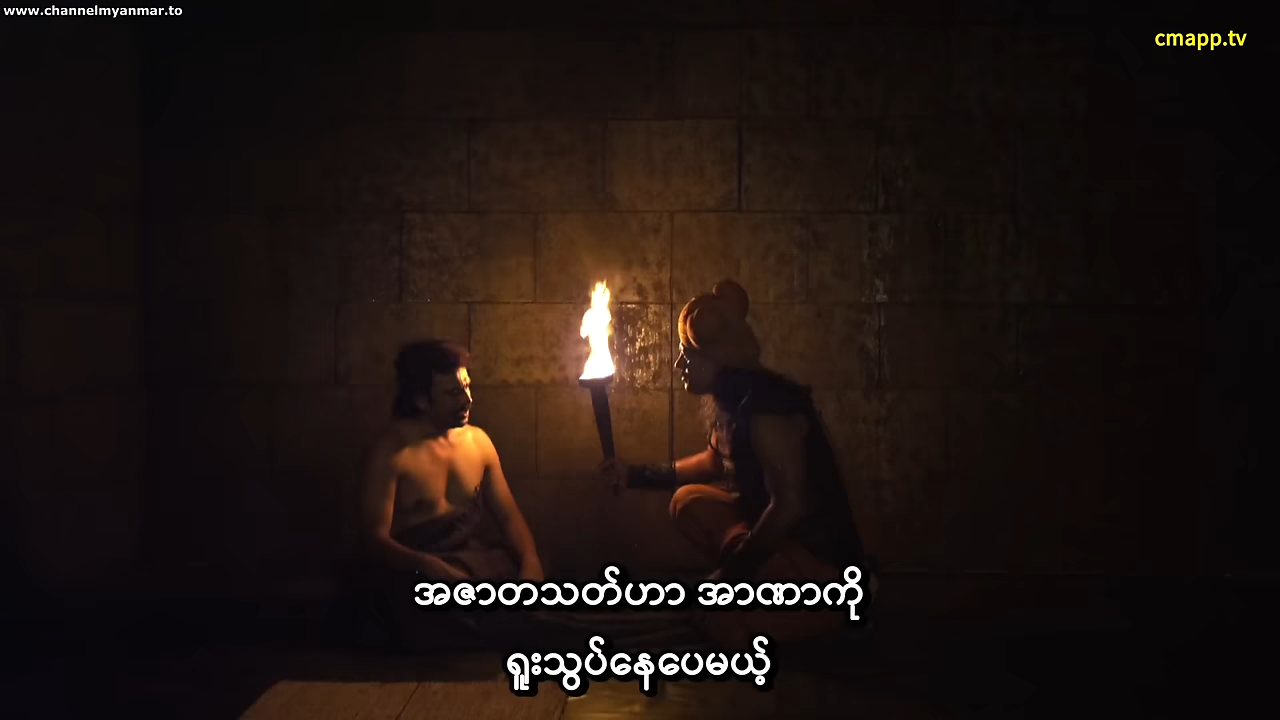 www.channelmyanmar.to
cmapp.tv
အဇာတသတ်ဟာ အာဏာကို
ရူးသွပ်နေပေမယ့်